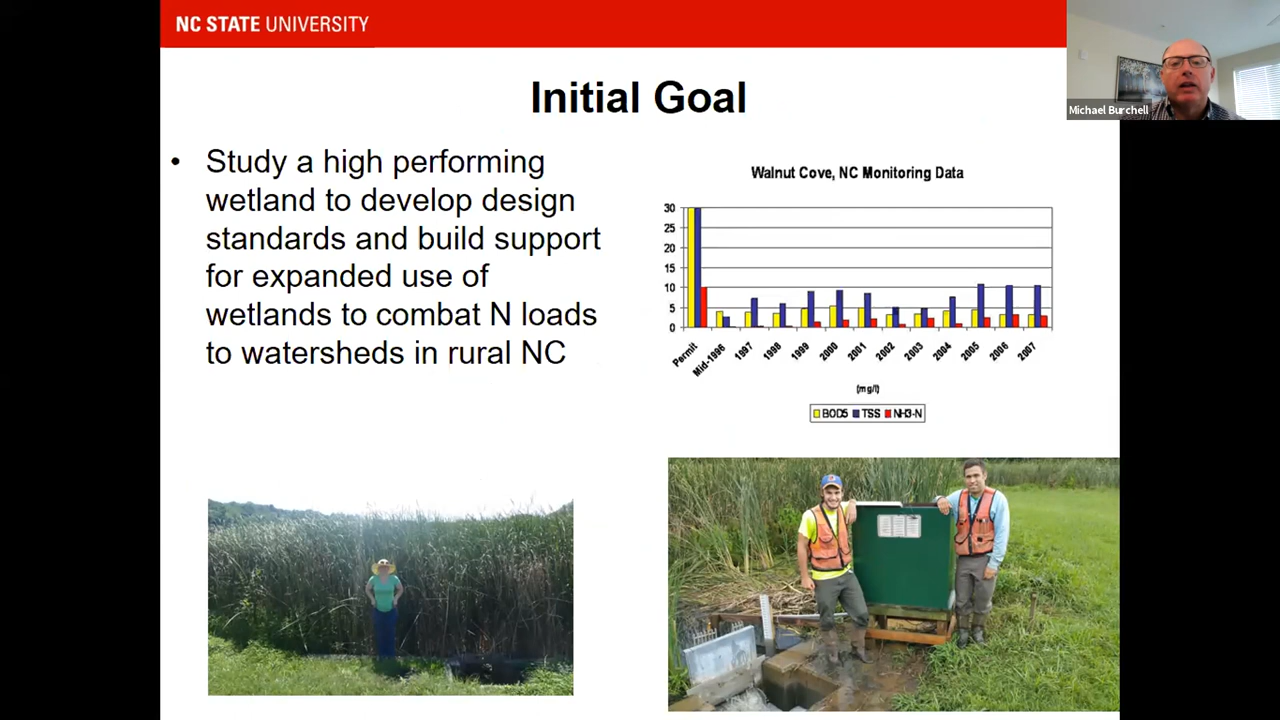 NC STATE UNIVERSITY
Michael Burchell
Initial Goal
• Study a high performing
wetland to develop design
standards and build support
for expanded use of
wetlands to combat N loads
to watersheds in rural NC
Walnut Cove, NC Monitoring Data
30
25
20
15
10
5
0
Permit
Mid-1996
1997
1998
1999
2000
2001
2002
2003
2004
2005
2006
2007
(mg/l)
BOD5 TSS NH3-N